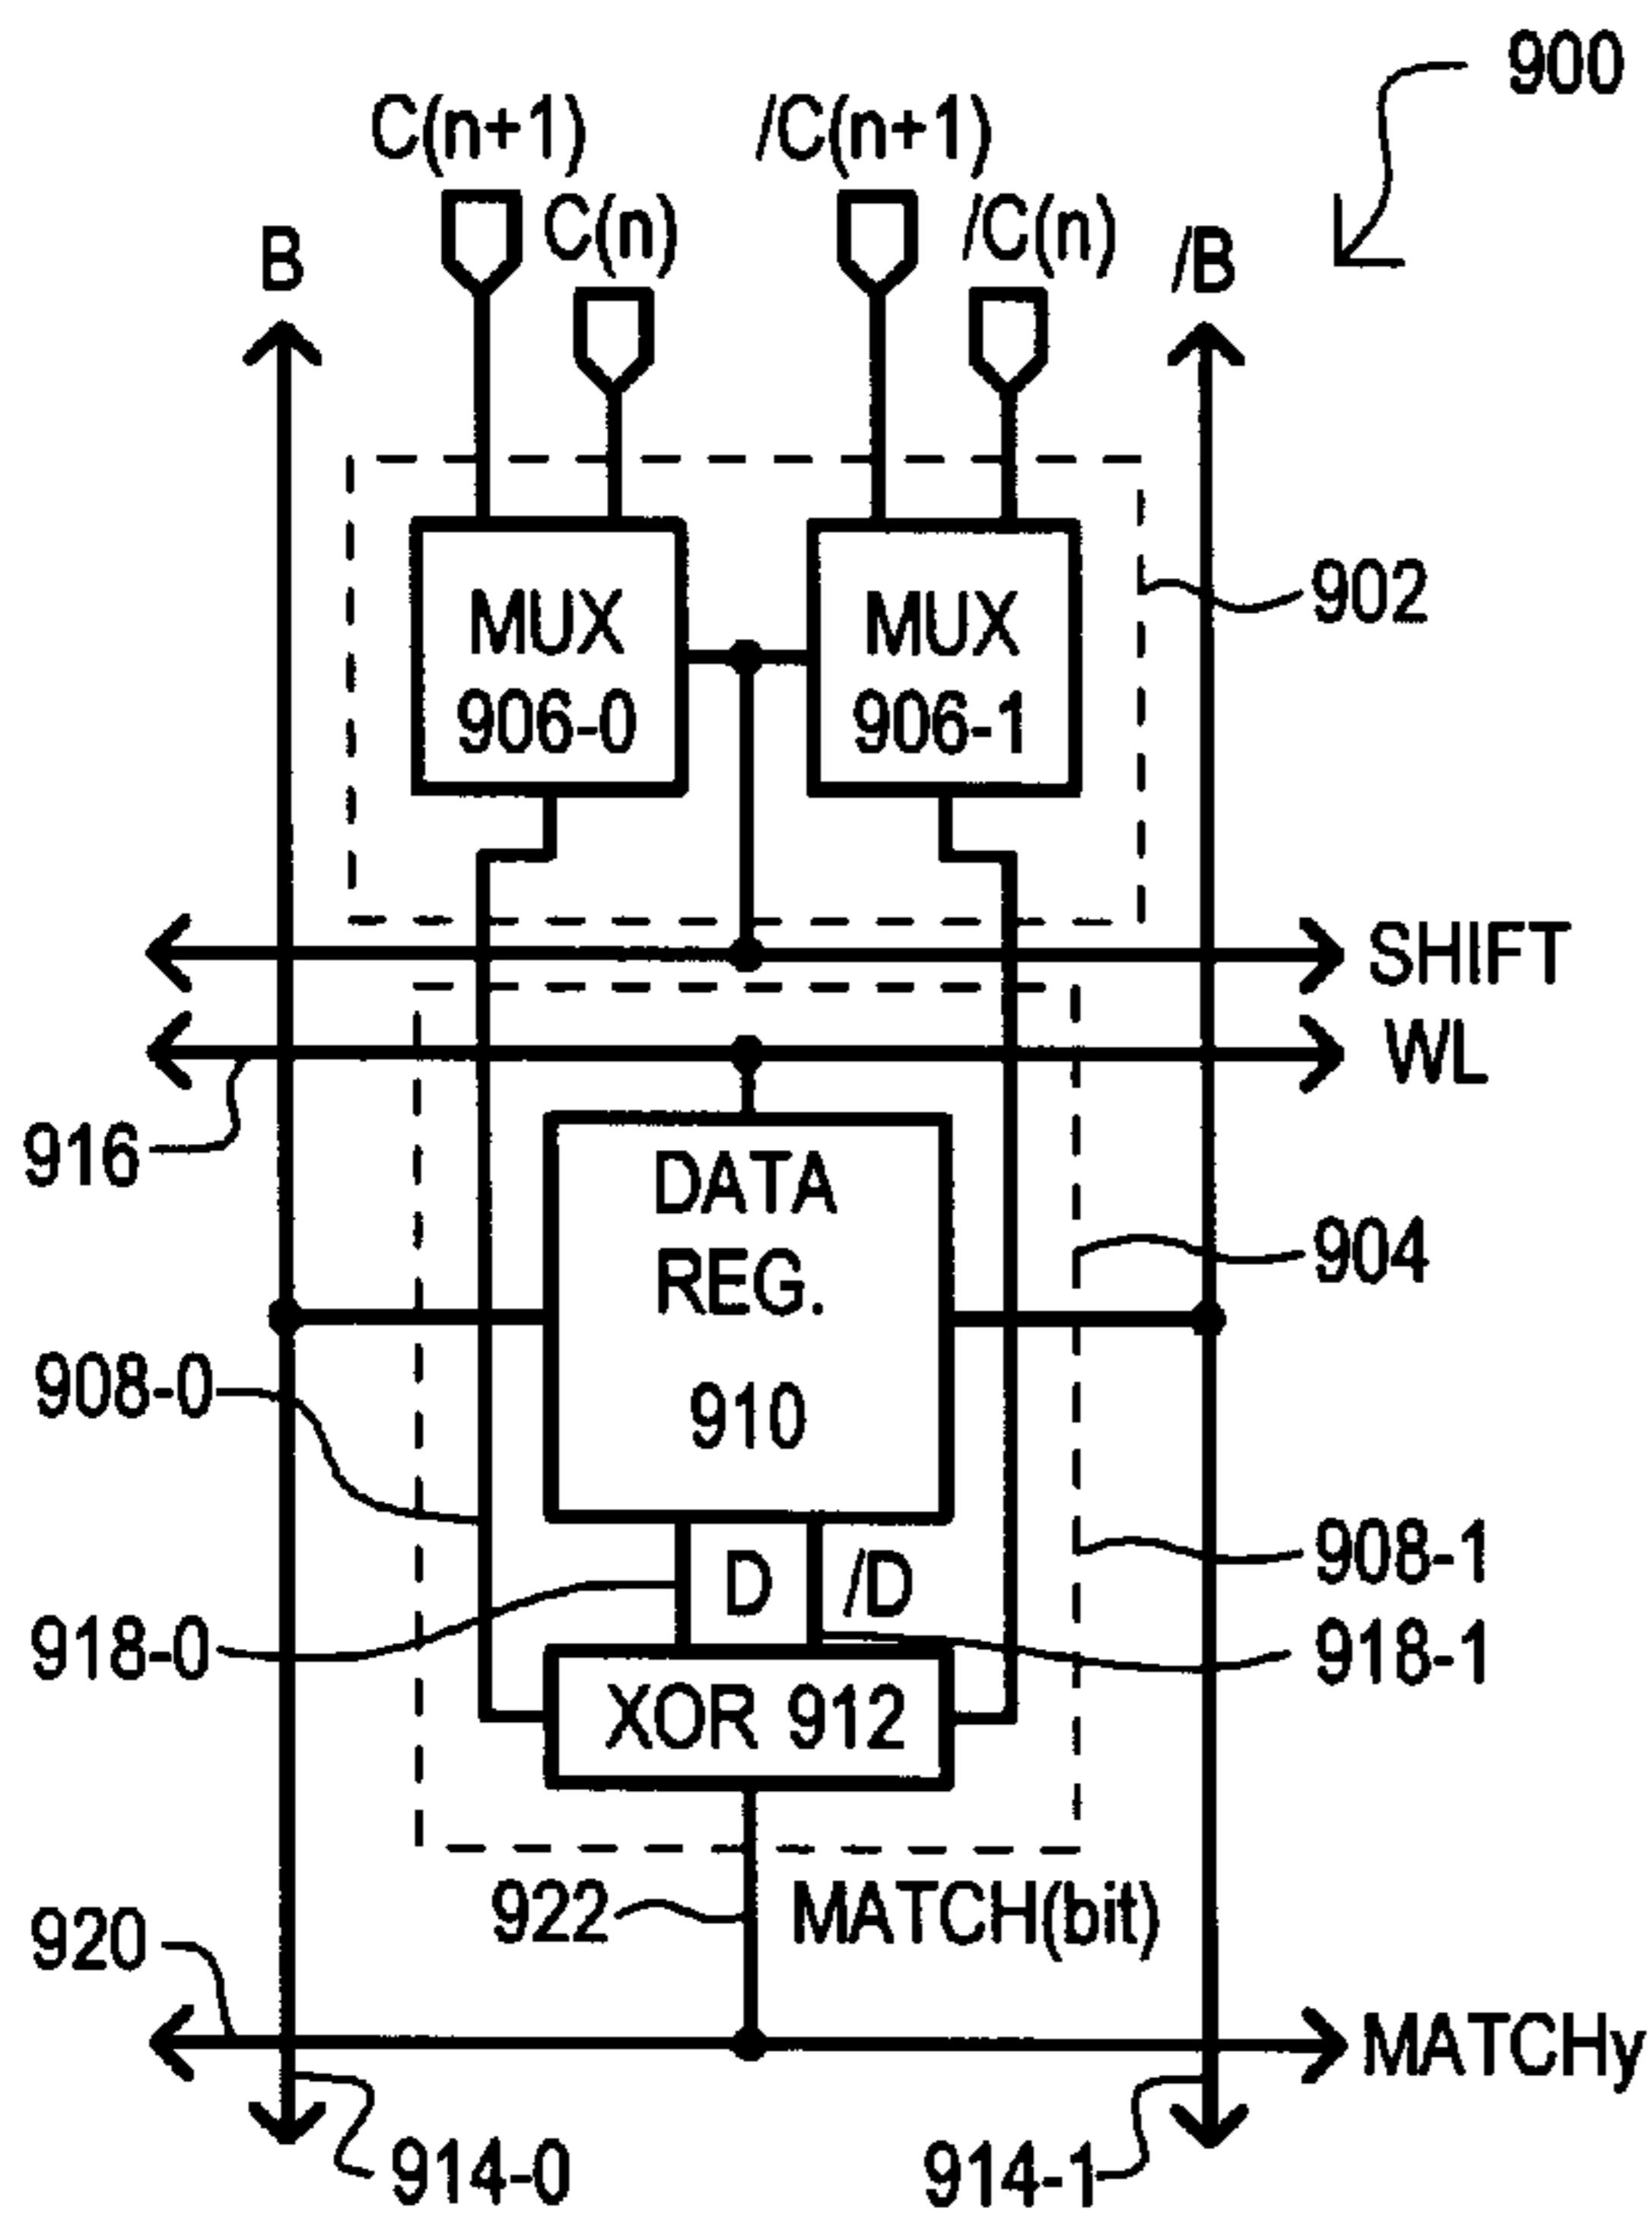 900
C(n+1)
/C(n+1)
C(n)
/C(n)
B
/B
MUX
906-0
MUX
906-1
902
SHIFT
WL
916
DATA
REG.
910
904
908-0
908-1
D
/D
918-0
918-1
XOR 912
922
MATCH(bit)
920
MATCHy
914-0
914-1